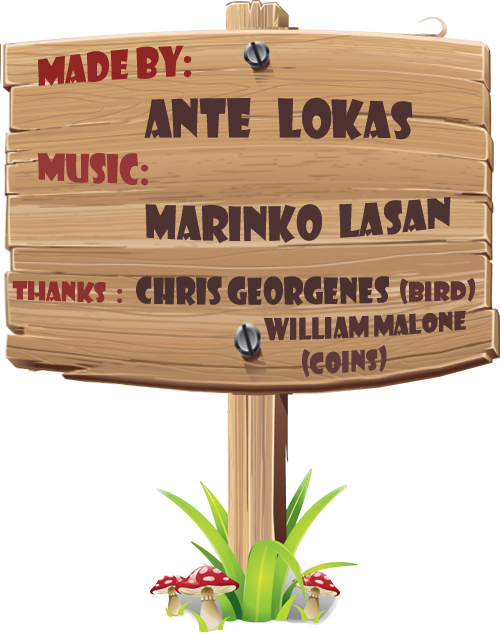 MADE BY:
ANTE LOKAS
MUSIC:
MARINKO LASAN
THANKS : CHRIS GEORGENES (BIRD)
WILLIAM MALONE
(COINS)